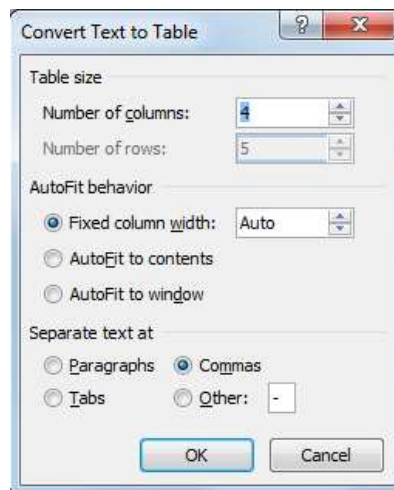 Convert Text to Table
Table size
Number of columns: 4
Number of rows: 5
AutoFit behavior
Fixed column width: Auto
AutoFit to contents
AutoFit to window
Separate text at
Paragraphs Commas
Tabs Other: -
OK Cancel